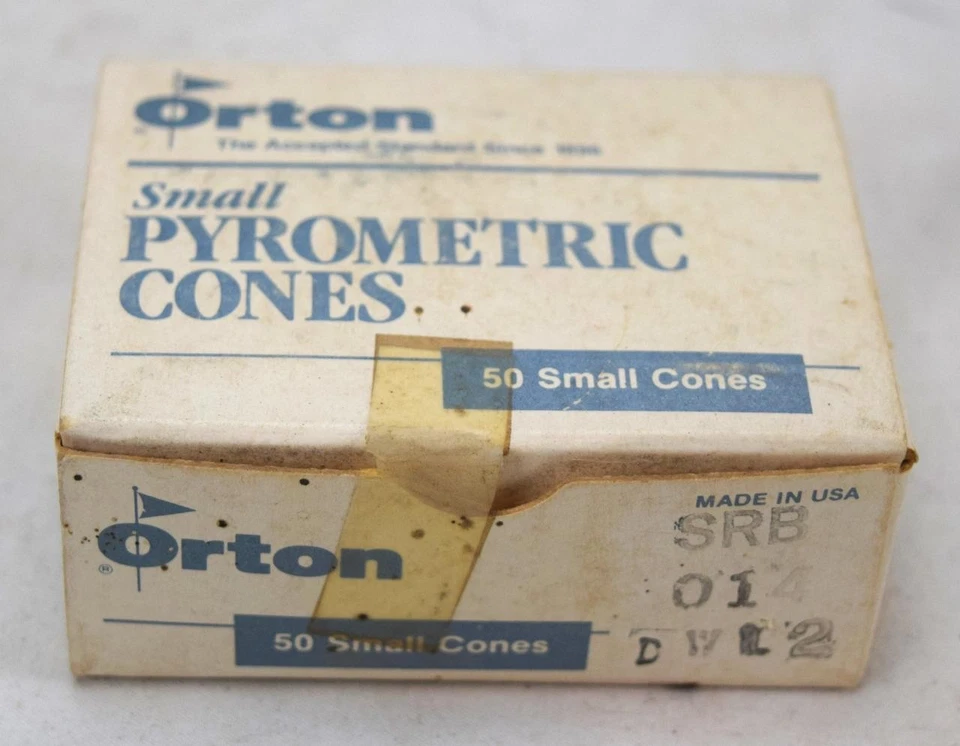 Orton
The Accepted Standard Since 1896
Small
PYROMETRIC
CONES
50 Small Cones
MADE IN USA
SRB
Orton
®
014
50 Small Cones
D W L 2